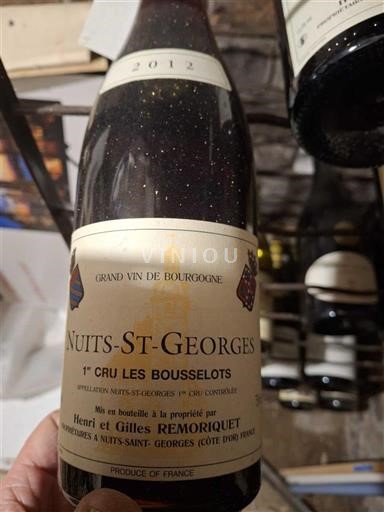 2012
VINIOU
GRAND VIN DE BOURGOGNE
NUITS-ST-GEORGES
1er CRU LES BOUSSELOTS
APPELLATION NUITS-ST-GEORGES 1er CRU CONTRÔLÉE
Mis en bouteille à la propriété par
Henri et Gilles REMORIQUET
PROPRIÉTAIRES A NUITS-SAINT-GEORGES (CÔTE D'OR) FRANCE
PRODUCE OF FRANCE